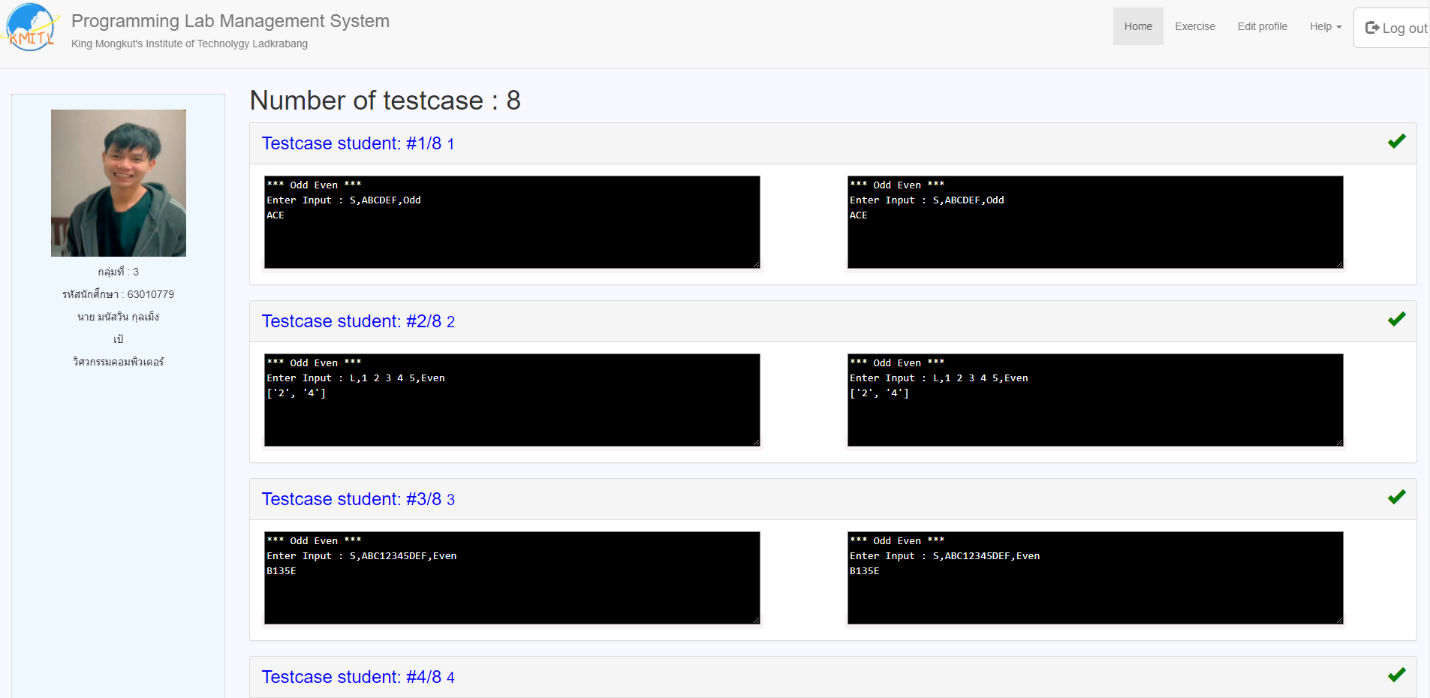 KMITL
Programming Lab Management System
King Mongkut's Institute of Technolygy Ladkrabang
Home
Exercise
Edit profile
Help
Log out
กลุ่มที่ : 3
รหัสนักศึกษา : 63010779
นาย มนัสวิน กุลเม็ง
เป้
วิศวกรรมคอมพิวเตอร์
Number of testcase : 8
Testcase student: #1/8 1
*** Odd Even ***
Enter Input : S,ABCDEF,Odd
ACE
*** Odd Even ***
Enter Input : S,ABCDEF,Odd
ACE
Testcase student: #2/8 2
*** Odd Even ***
Enter Input : L,1 2 3 4 5,Even
['2', '4']
*** Odd Even ***
Enter Input : L,1 2 3 4 5,Even
['2', '4']
Testcase student: #3/8 3
*** Odd Even ***
Enter Input : S,ABC12345DEF,Even
B135E
*** Odd Even ***
Enter Input : S,ABC12345DEF,Even
B135E
Testcase student: #4/8 4